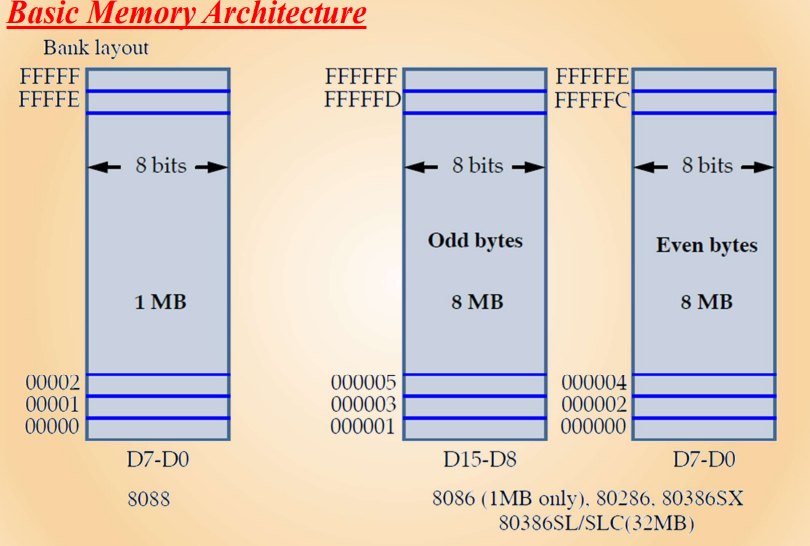 Basic Memory Architecture
Bank layout
FFFFF
FFFFE
8 bits
1 MB
00002
00001
00000
D7-D0
8088
FFFFFF
FFFFFD
8 bits
Odd bytes
8 MB
000005
000003
000001
D15-D8
FFFFFE
FFFFFC
8 bits
Even bytes
8 MB
000004
000002
000000
D7-D0
8086 (1MB only), 80286, 80386SX
80386SL/SLC(32MB)